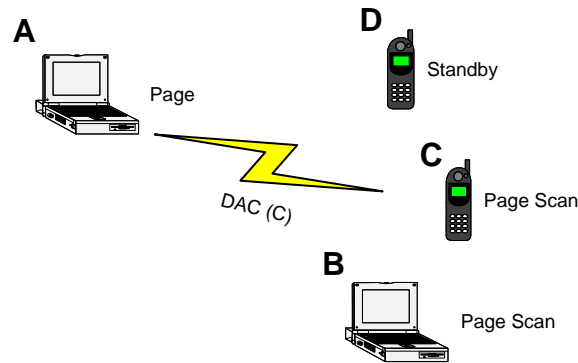 A
D
Page
Standby
C
DAC (C)
Page Scan
B
Page Scan